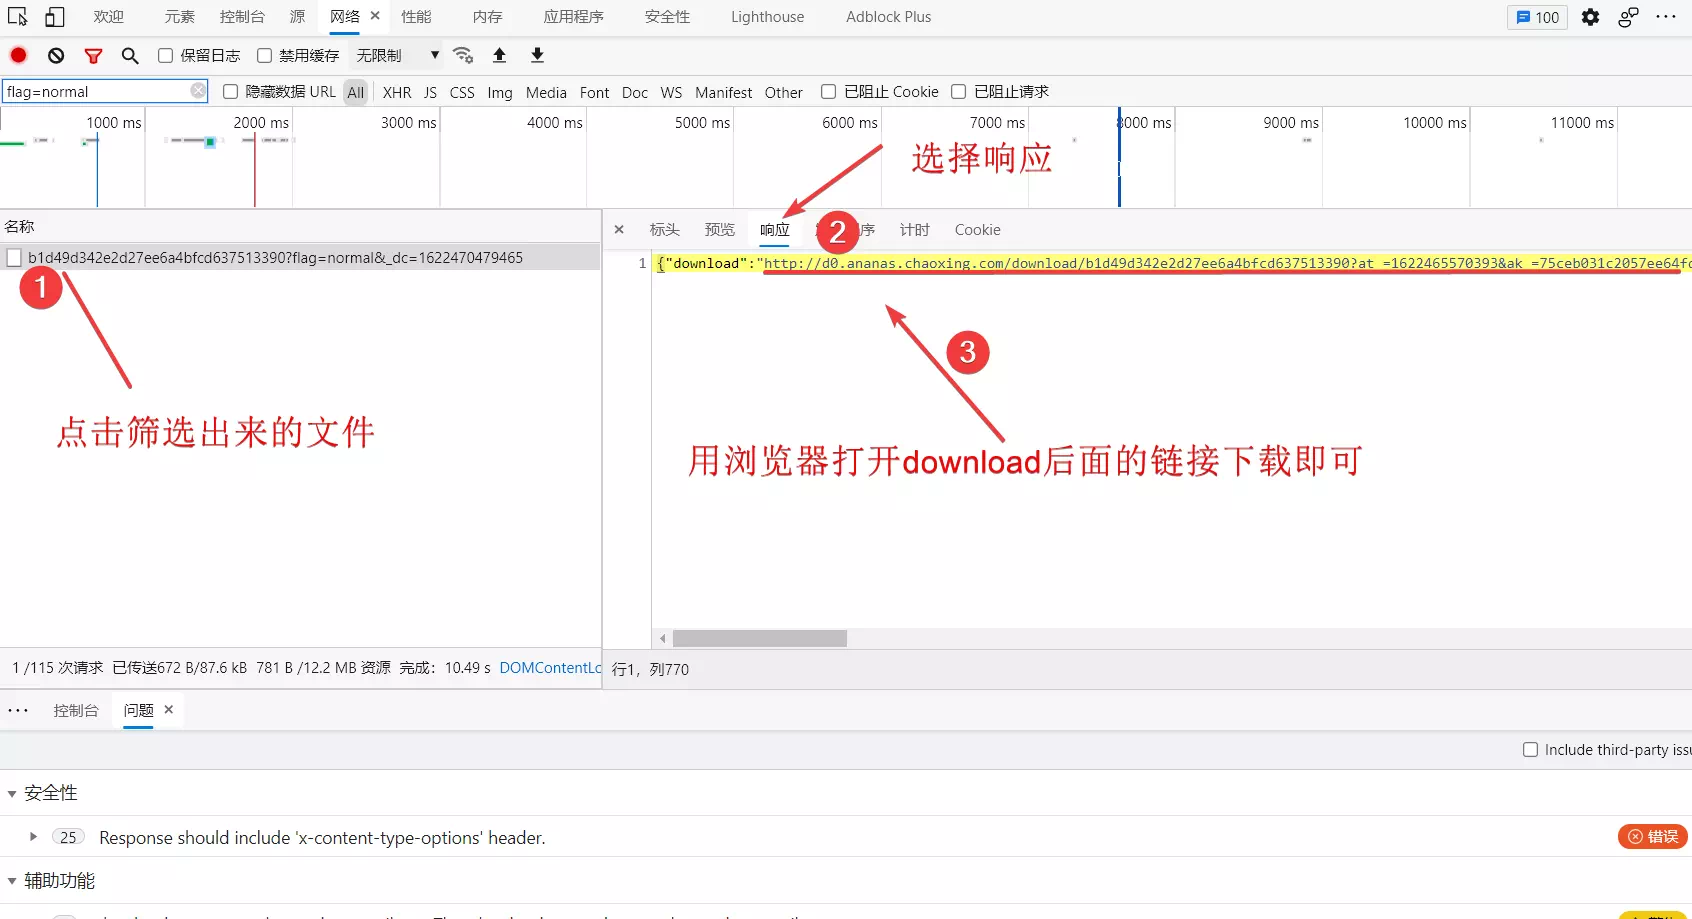 欢迎 元素 控制台 源 网络 × 性能 内存 应用程序 安全性 Lighthouse Adblock Plus 100
保留日志 禁用缓存 无限制
flag=normal 隐藏数据 URL All XHR JS CSS Img Media Font Doc WS Manifest Other 已阻止 Cookie 已阻止请求
1000 ms 2000 ms 3000 ms 4000 ms 5000 ms 6000 ms 7000 ms 8000 ms 9000 ms 10000 ms 11000 ms
选择响应
名称
× 标头 预览 响应 2 序 计时 Cookie
b1d49d342e2d27ee6a4bfcd637513390?flag=normal&_dc=1622470479465
1 {"download":"http://d0.ananas.chaoxing.com/download/b1d49d342e2d27ee6a4bfcd637513390?at_=1622465570393&ak_=75ceb031c2057ee64fc
1
3
点击筛选出来的文件
用浏览器打开download后面的链接下载即可
1 /115 次请求 已传送672 B/87.6 kB 781 B /12.2 MB 资源 完成: 10.49 s DOMContentLo
行1，列770
控制台 问题 ×
Include third-party issu
安全性
25 Response should include 'x-content-type-options' header. 错误
辅助功能